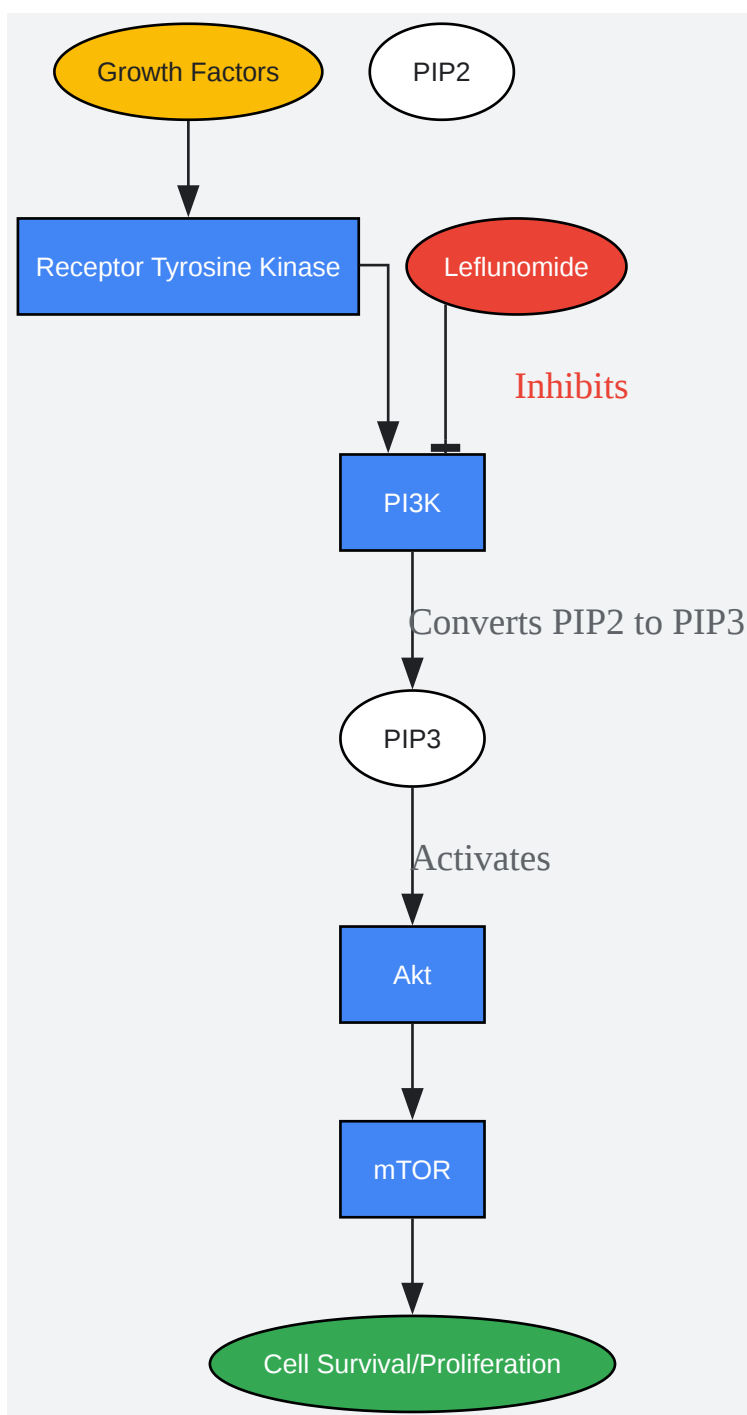 Growth Factors
PIP2
Receptor Tyrosine Kinase
Leflunomide
Inhibits
PI3K
Converts PIP2 to PIP3
PIP3
Activates
Akt
mTOR
Cell Survival/Proliferation